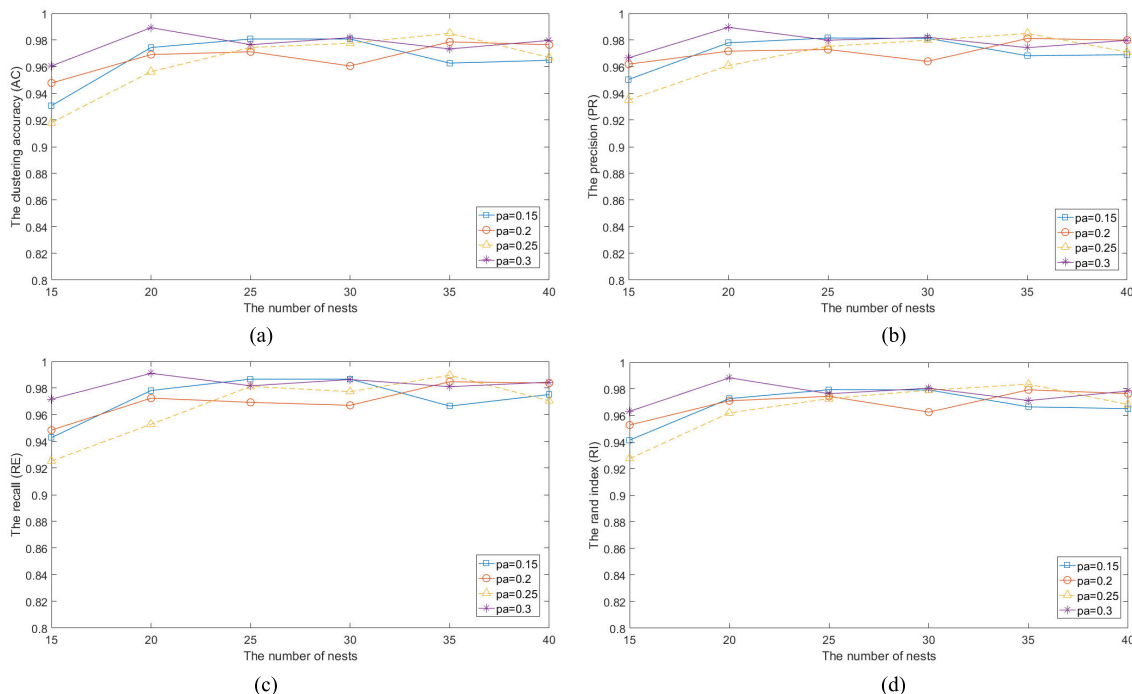 1
0.98
0.96
0.94
0.92
0.9
0.88
0.86
0.84
0.82
0.8
The clustering accuracy (AC)
pa=0.15
pa=0.2
pa=0.25
pa=0.3
15 20 25 30 35 40
The number of nests
(a)
1
0.98
0.96
0.94
0.92
0.9
0.88
0.86
0.84
0.82
0.8
The precision (PR)
pa=0.15
pa=0.2
pa=0.25
pa=0.3
15 20 25 30 35 40
The number of nests
(b)
1
0.98
0.96
0.94
0.92
0.9
0.88
0.86
0.84
0.82
0.8
The recall (RE)
pa=0.15
pa=0.2
pa=0.25
pa=0.3
15 20 25 30 35 40
The number of nests
(c)
1
0.98
0.96
0.94
0.92
0.9
0.88
0.86
0.84
0.82
0.8
The rand index (RI)
pa=0.15
pa=0.2
pa=0.25
pa=0.3
15 20 25 30 35 40
The number of nests
(d)